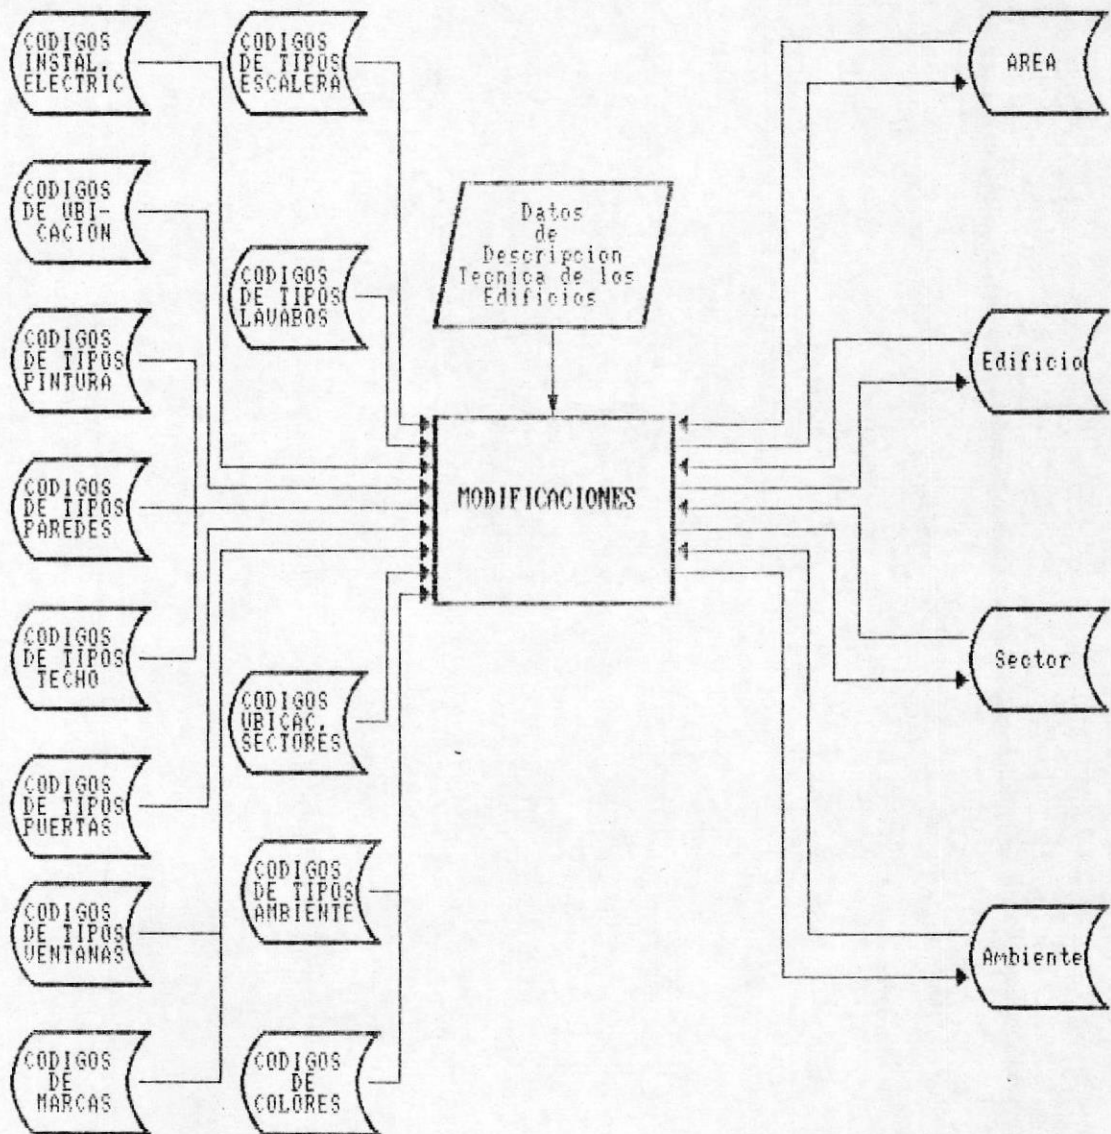 CODIGOS
INSTAL.
ELECTRIC
CODIGOS
DE TIPOS
ESCALERA
AREA
CODIGOS
DE UBI-
CACION
Datos
de
Descripcion
Tecnica de los
Edificios
CODIGOS
DE TIPOS
LAVABOS
CODIGOS
DE TIPOS
PINTURA
Edificio
CODIGOS
DE TIPOS
PAREDES
MODIFICACIONES
CODIGOS
DE TIPOS
TECHO
Sector
CODIGOS
UBICAC.
SECTORES
CODIGOS
DE TIPOS
PUERTAS
CODIGOS
DE TIPOS
AMBIENTE
CODIGOS
DE TIPOS
VENTANAS
Ambiente
CODIGOS
DE
MARCAS
CODIGOS
DE
COLORES